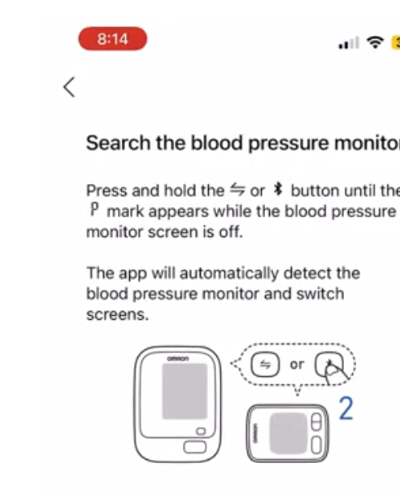 8:14
Search the blood pressure monito
Press and hold the ⇋ or button until the
P mark appears while the blood pressure
monitor screen is off.
The app will automatically detect the
blood pressure monitor and switch
screens.
OMRON
⇋ or
2
OMRON